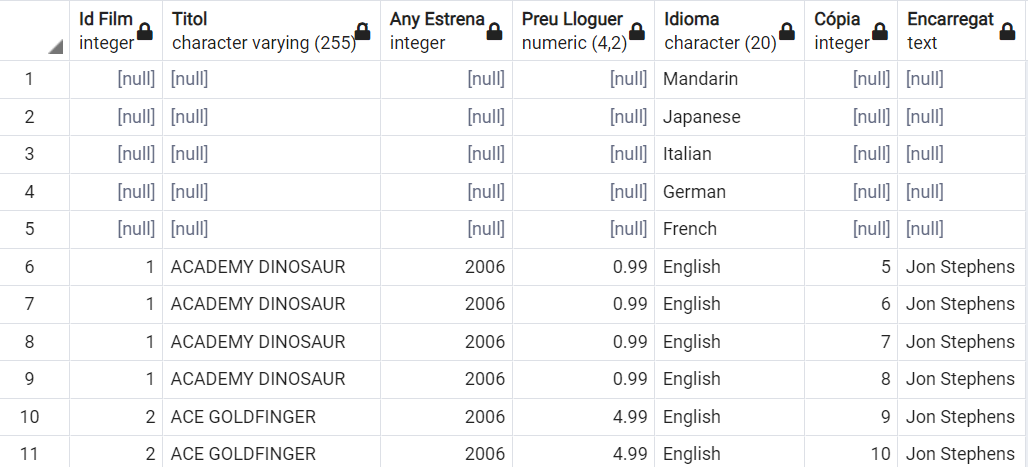 Id Film Titol Any Estrena Preu Lloguer Idioma Cópia Encarregat
integer character varying (255) integer numeric (4,2) character (20) integer text
1 [null] [null] [null] [null] Mandarin [null] [null]
2 [null] [null] [null] [null] Japanese [null] [null]
3 [null] [null] [null] [null] Italian [null] [null]
4 [null] [null] [null] [null] German [null] [null]
5 [null] [null] [null] [null] French [null] [null]
6 1 ACADEMY DINOSAUR 2006 0.99 English 5 Jon Stephens
7 1 ACADEMY DINOSAUR 2006 0.99 English 6 Jon Stephens
8 1 ACADEMY DINOSAUR 2006 0.99 English 7 Jon Stephens
9 1 ACADEMY DINOSAUR 2006 0.99 English 8 Jon Stephens
10 2 ACE GOLDFINGER 2006 4.99 English 9 Jon Stephens
11 2 ACE GOLDFINGER 2006 4.99 English 10 Jon Stephens